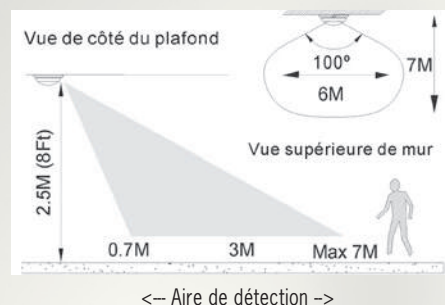 Vue de côté du plafond
100º
7M
6M
2.5M (8Ft)
Vue supérieure de mur
0.7M 3M Max 7M
<-- Aire de détection -->